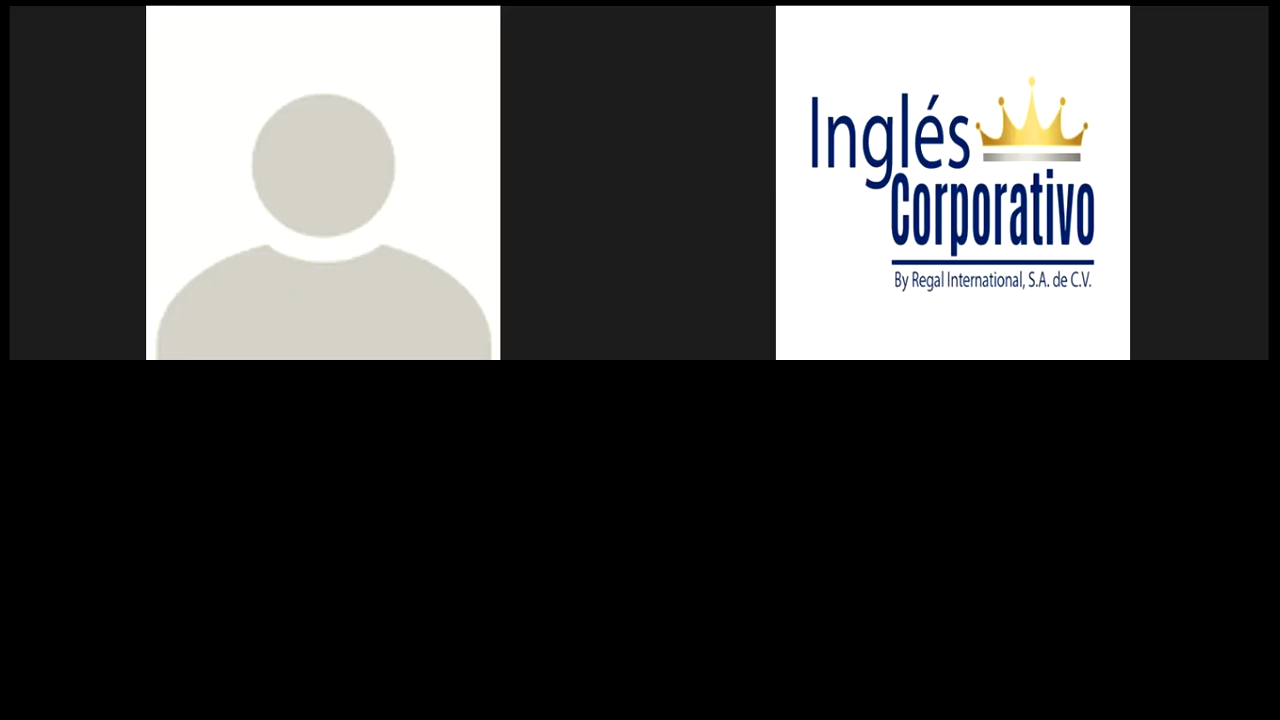 Inglés
Corporativo
By Regal International, S.A. de C.V.